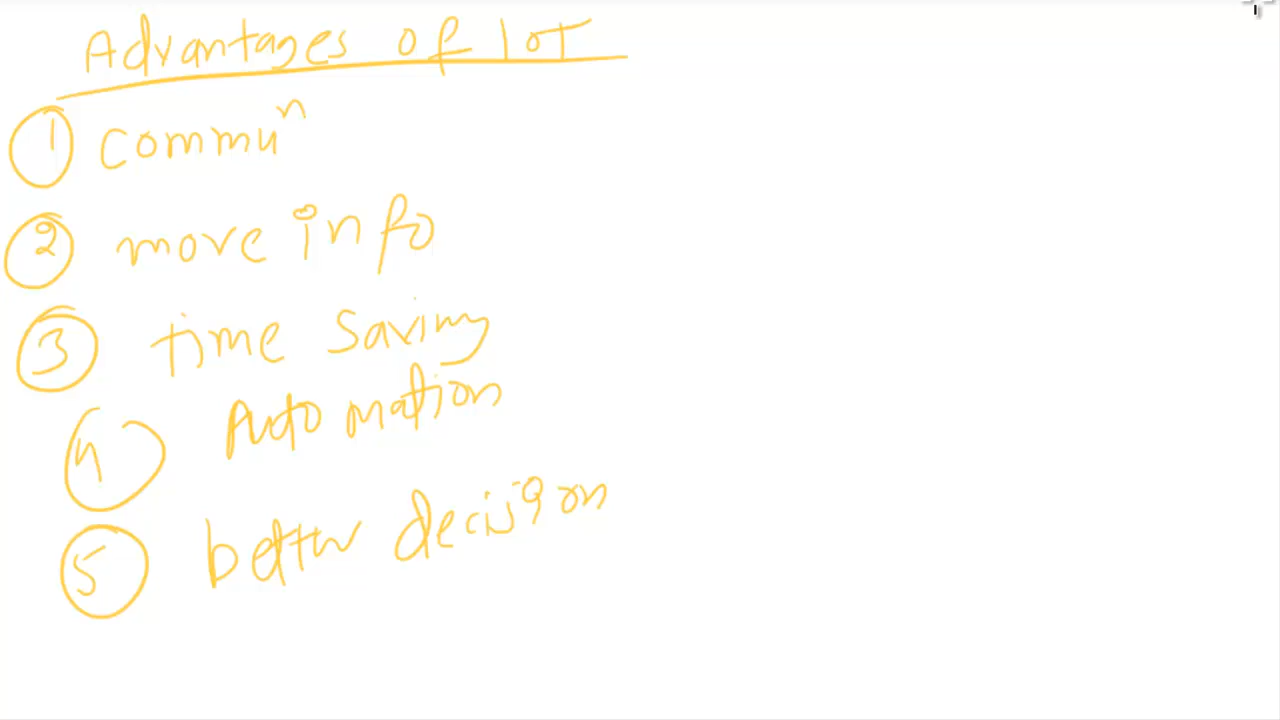 Advantages of IoT
1 commuⁿ
2 more info
3 time saving
4 Automation
5 better decision